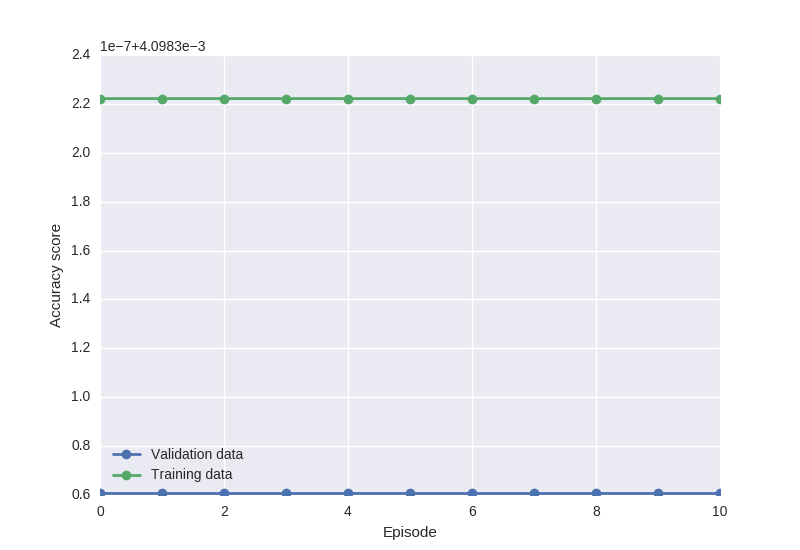 1e−7+4.0983e−3
2.4
2.2
2.0
1.8
1.6
1.4
1.2
1.0
0.8
0.6
Accuracy score
Validation data
Training data
0 2 4 6 8 10
Episode